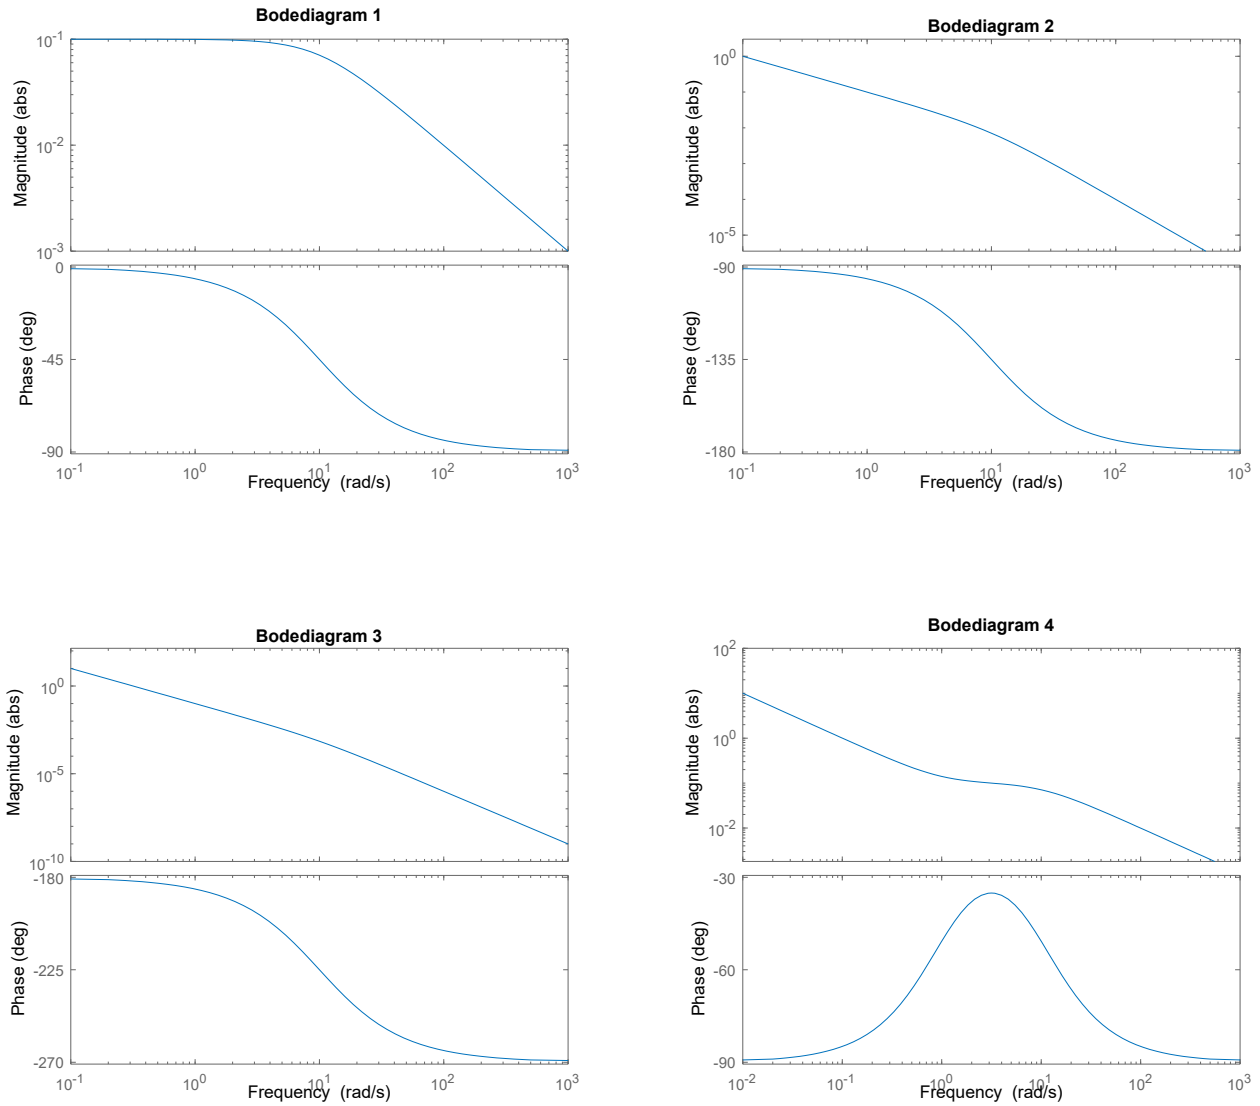 Bodediagram 1
Magnitude (abs)
10^-1
10^-2
10^-3
Phase (deg)
0
-45
-90
10^-1 10^0 10^1 10^2 10^3
Frequency (rad/s)
Bodediagram 2
Magnitude (abs)
10^0
10^-5
Phase (deg)
-90
-135
-180
10^-1 10^0 10^1 10^2 10^3
Frequency (rad/s)
Bodediagram 3
Magnitude (abs)
10^0
10^-5
10^-10
Phase (deg)
-180
-225
-270
10^-1 10^0 10^1 10^2 10^3
Frequency (rad/s)
Bodediagram 4
Magnitude (abs)
10^2
10^0
10^-2
Phase (deg)
-30
-60
-90
10^-2 10^-1 10^0 10^1 10^2 10^3
Frequency (rad/s)